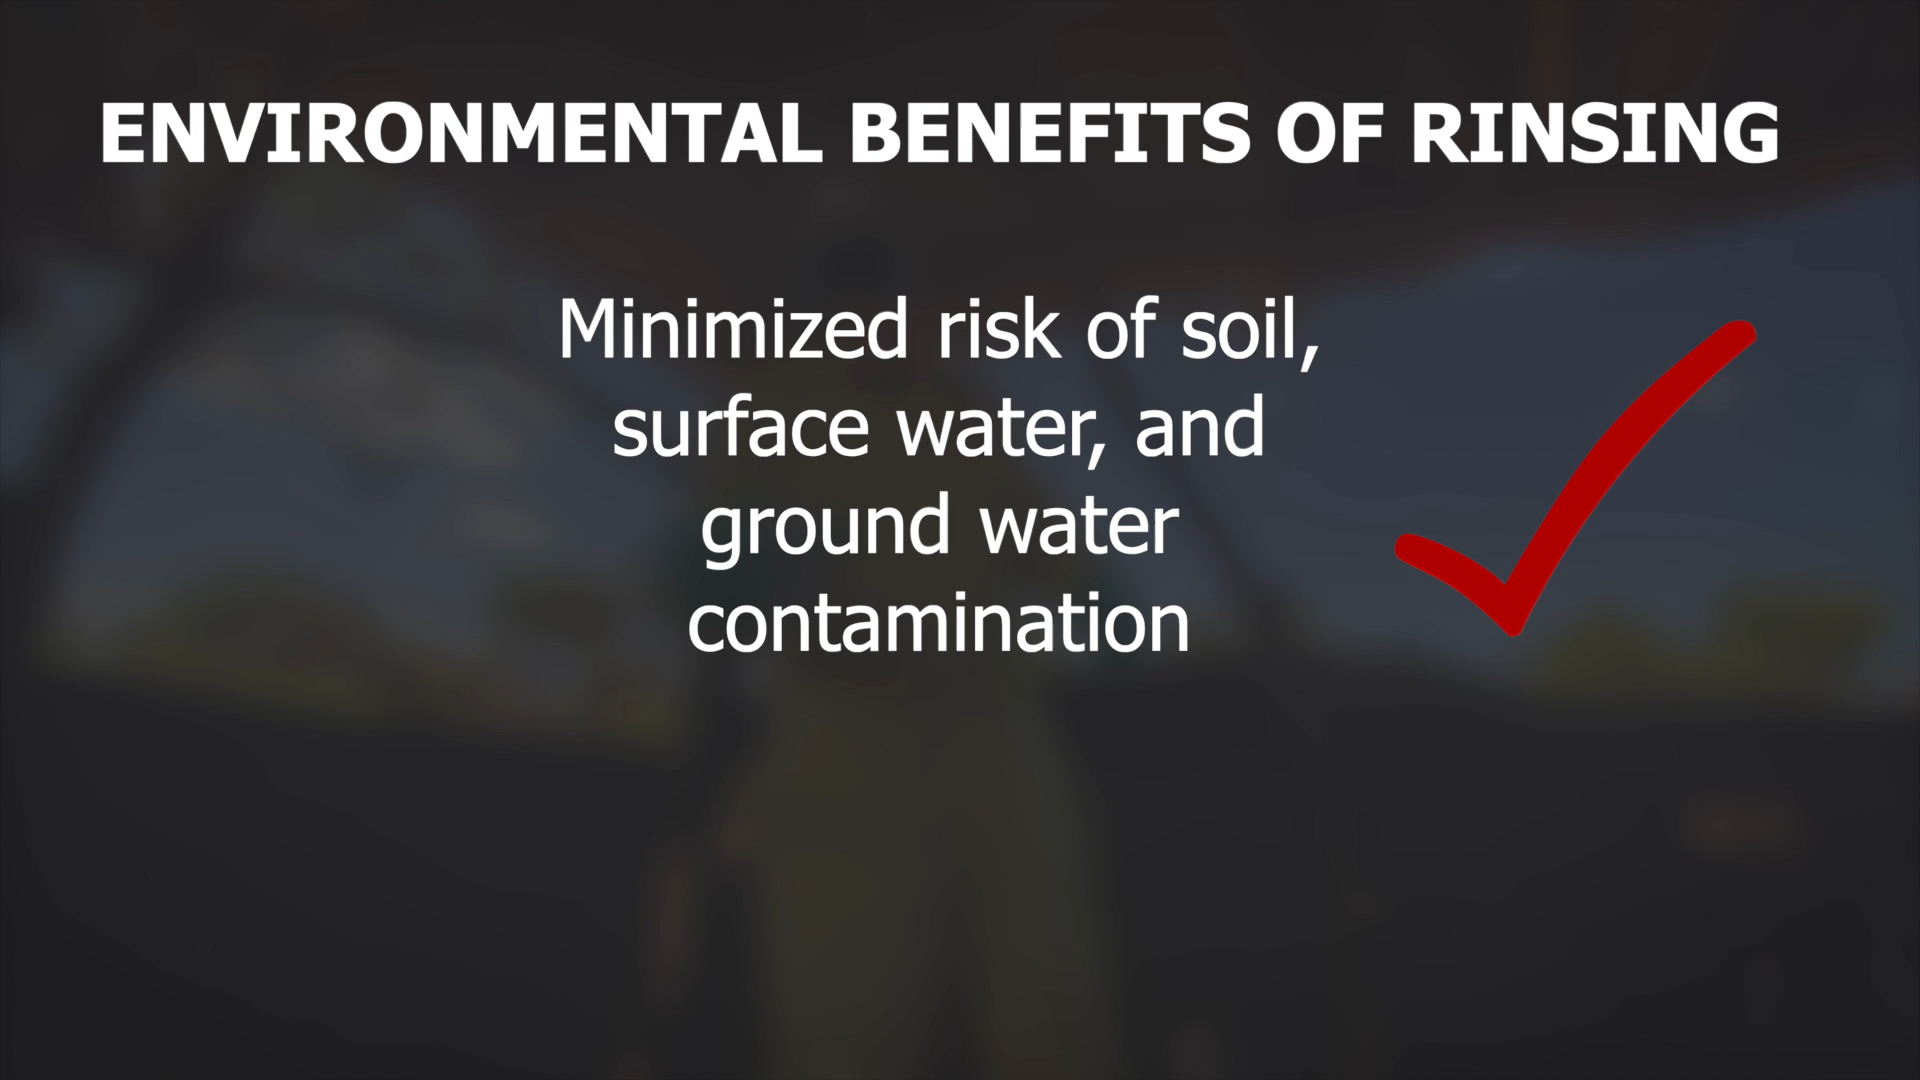 ENVIRONMENTAL BENEFITS OF RINSING
Minimized risk of soil,
surface water, and
ground water
contamination